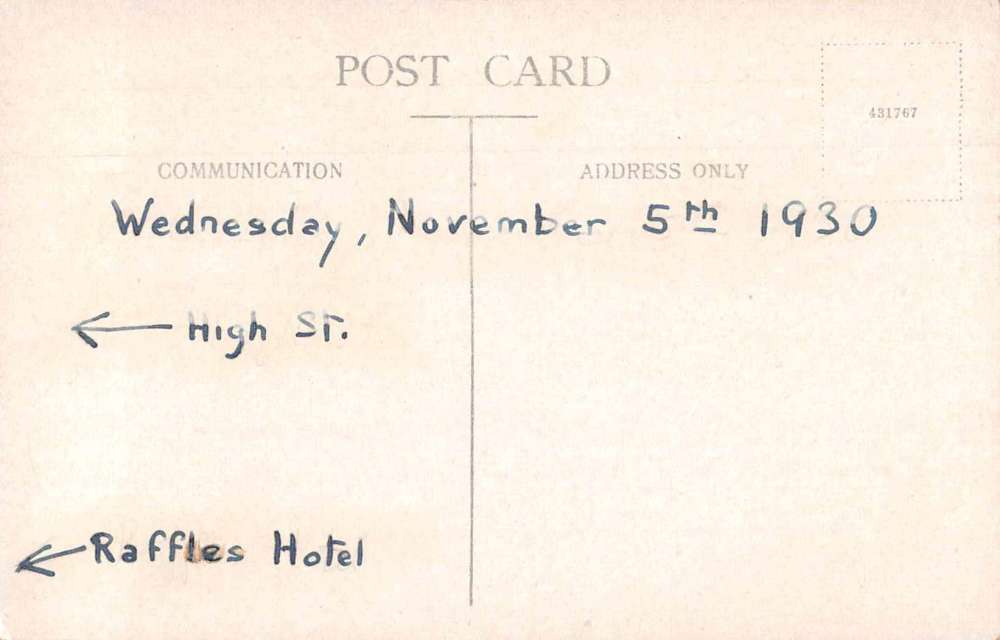 POST CARD
431767
COMMUNICATION
ADDRESS ONLY
Wednesday, November 5th 1930
← High St.
← Raffles Hotel